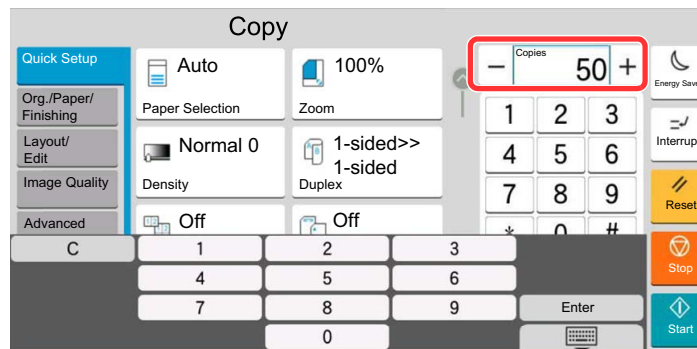 Copy
Quick Setup
Org./Paper/
Finishing
Layout/
Edit
Image Quality
Advanced
Auto
Paper Selection
100%
Zoom
Normal 0
Density
1-sided>>
1-sided
Duplex
Off
Off
Copies
− 50 +
1 2 3
4 5 6
7 8 9
* 0 #
Energy Save
Interrup
Reset
Stop
Start
C 1 2 3
4 5 6
7 8 9 Enter
0